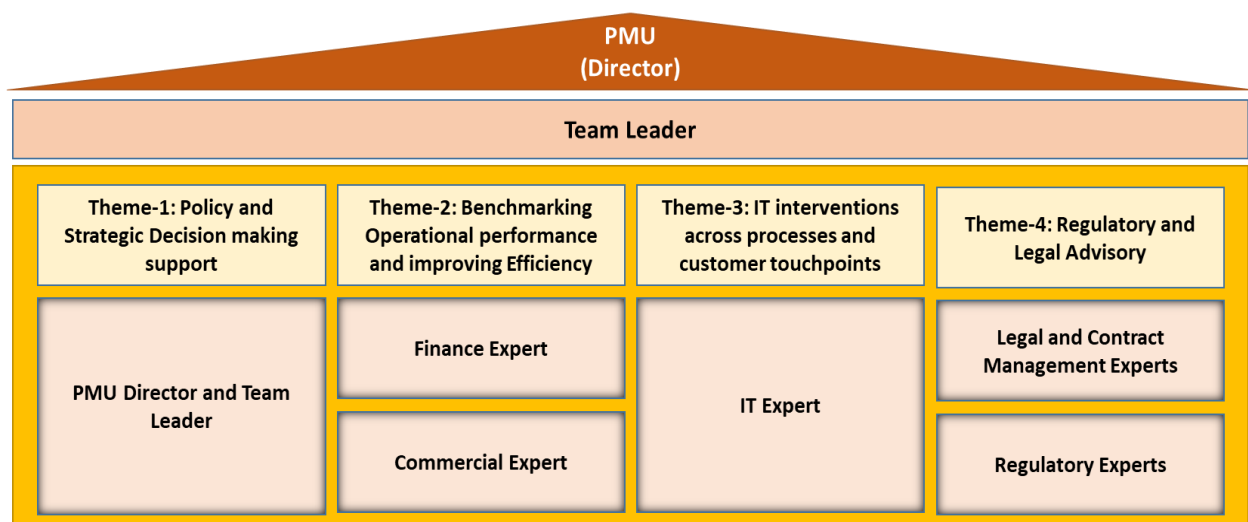 PMU
(Director)
Team Leader
Theme-1: Policy and
Strategic Decision making
support
Theme-2: Benchmarking
Operational performance
and improving Efficiency
Theme-3: IT interventions
across processes and
customer touchpoints
Theme-4: Regulatory and
Legal Advisory
PMU Director and Team
Leader
Finance Expert
Commercial Expert
IT Expert
Legal and Contract
Management Experts
Regulatory Experts